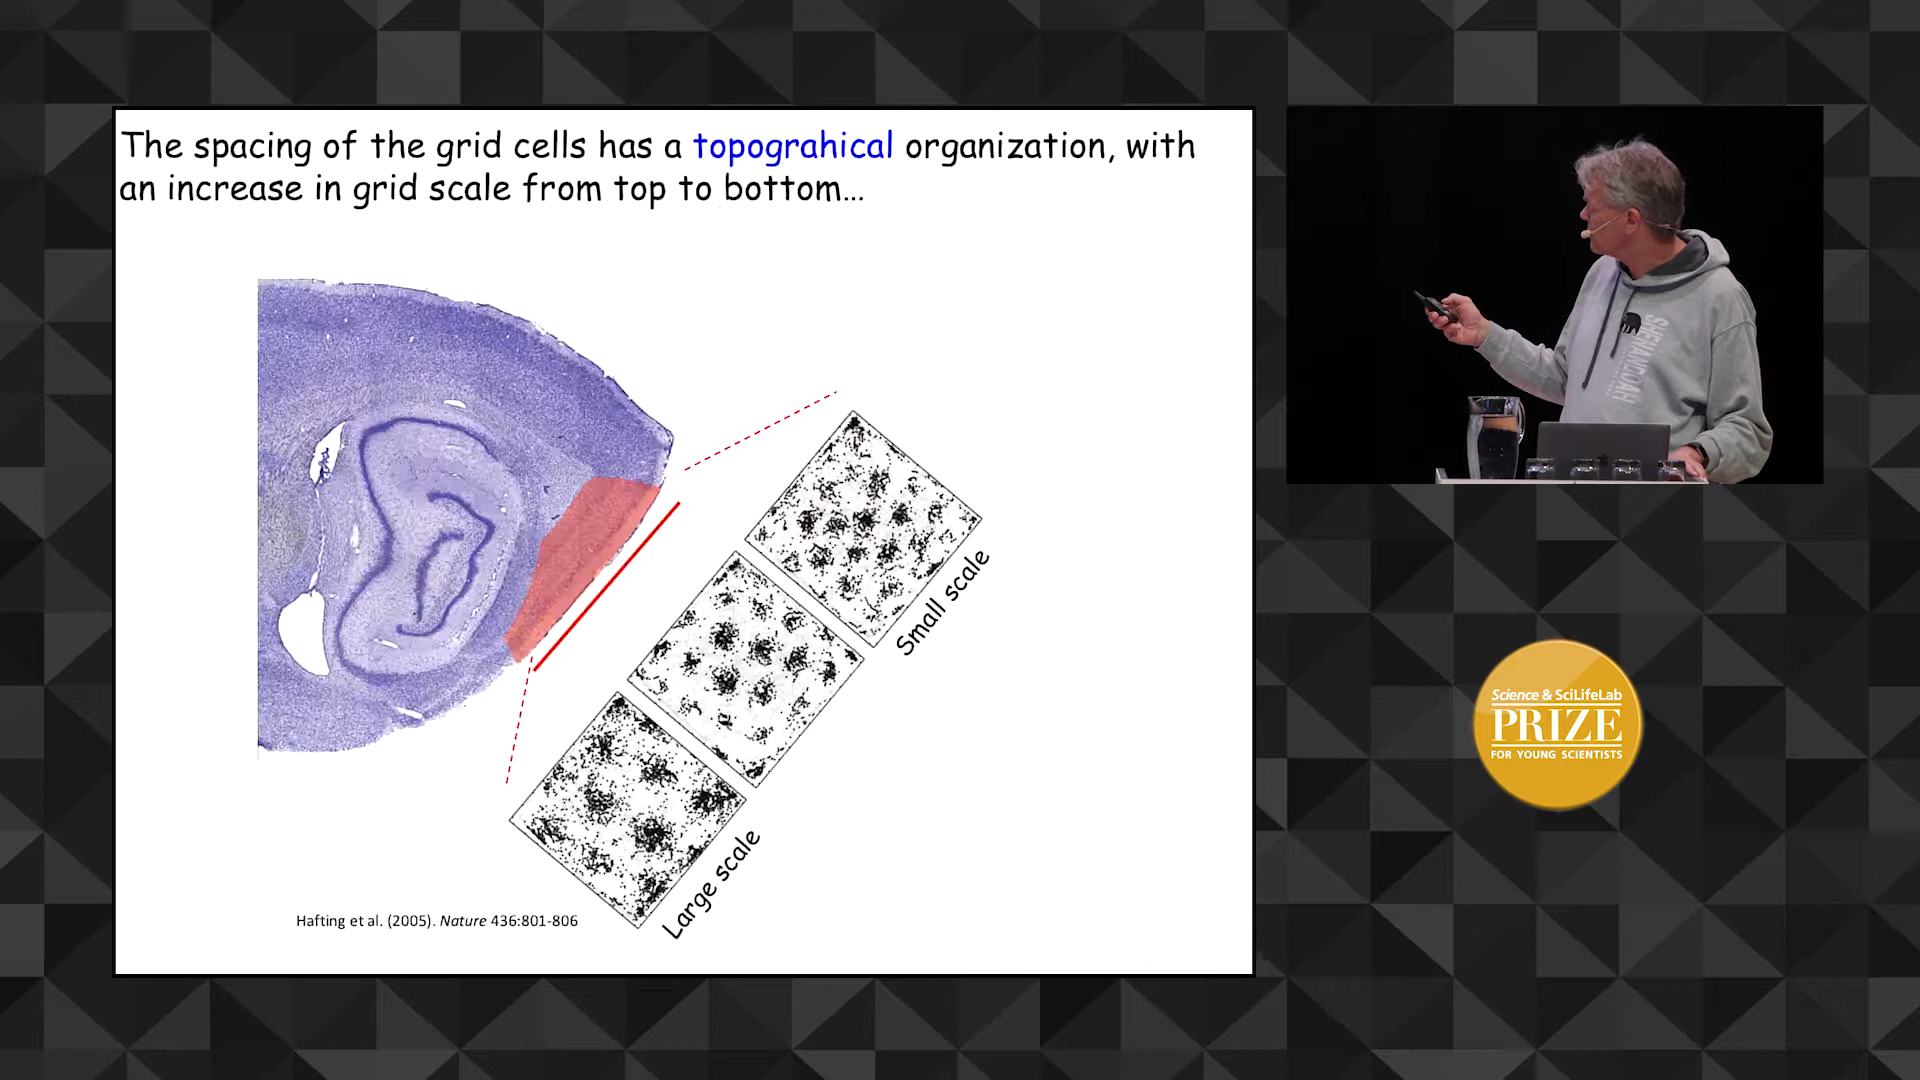 The spacing of the grid cells has a topograhical organization, with
an increase in grid scale from top to bottom...
Small scale
Large scale
Hafting et al. (2005). Nature 436:801-806
SHENANDOAH
Science & SciLifeLab
PRIZE
FOR YOUNG SCIENTISTS